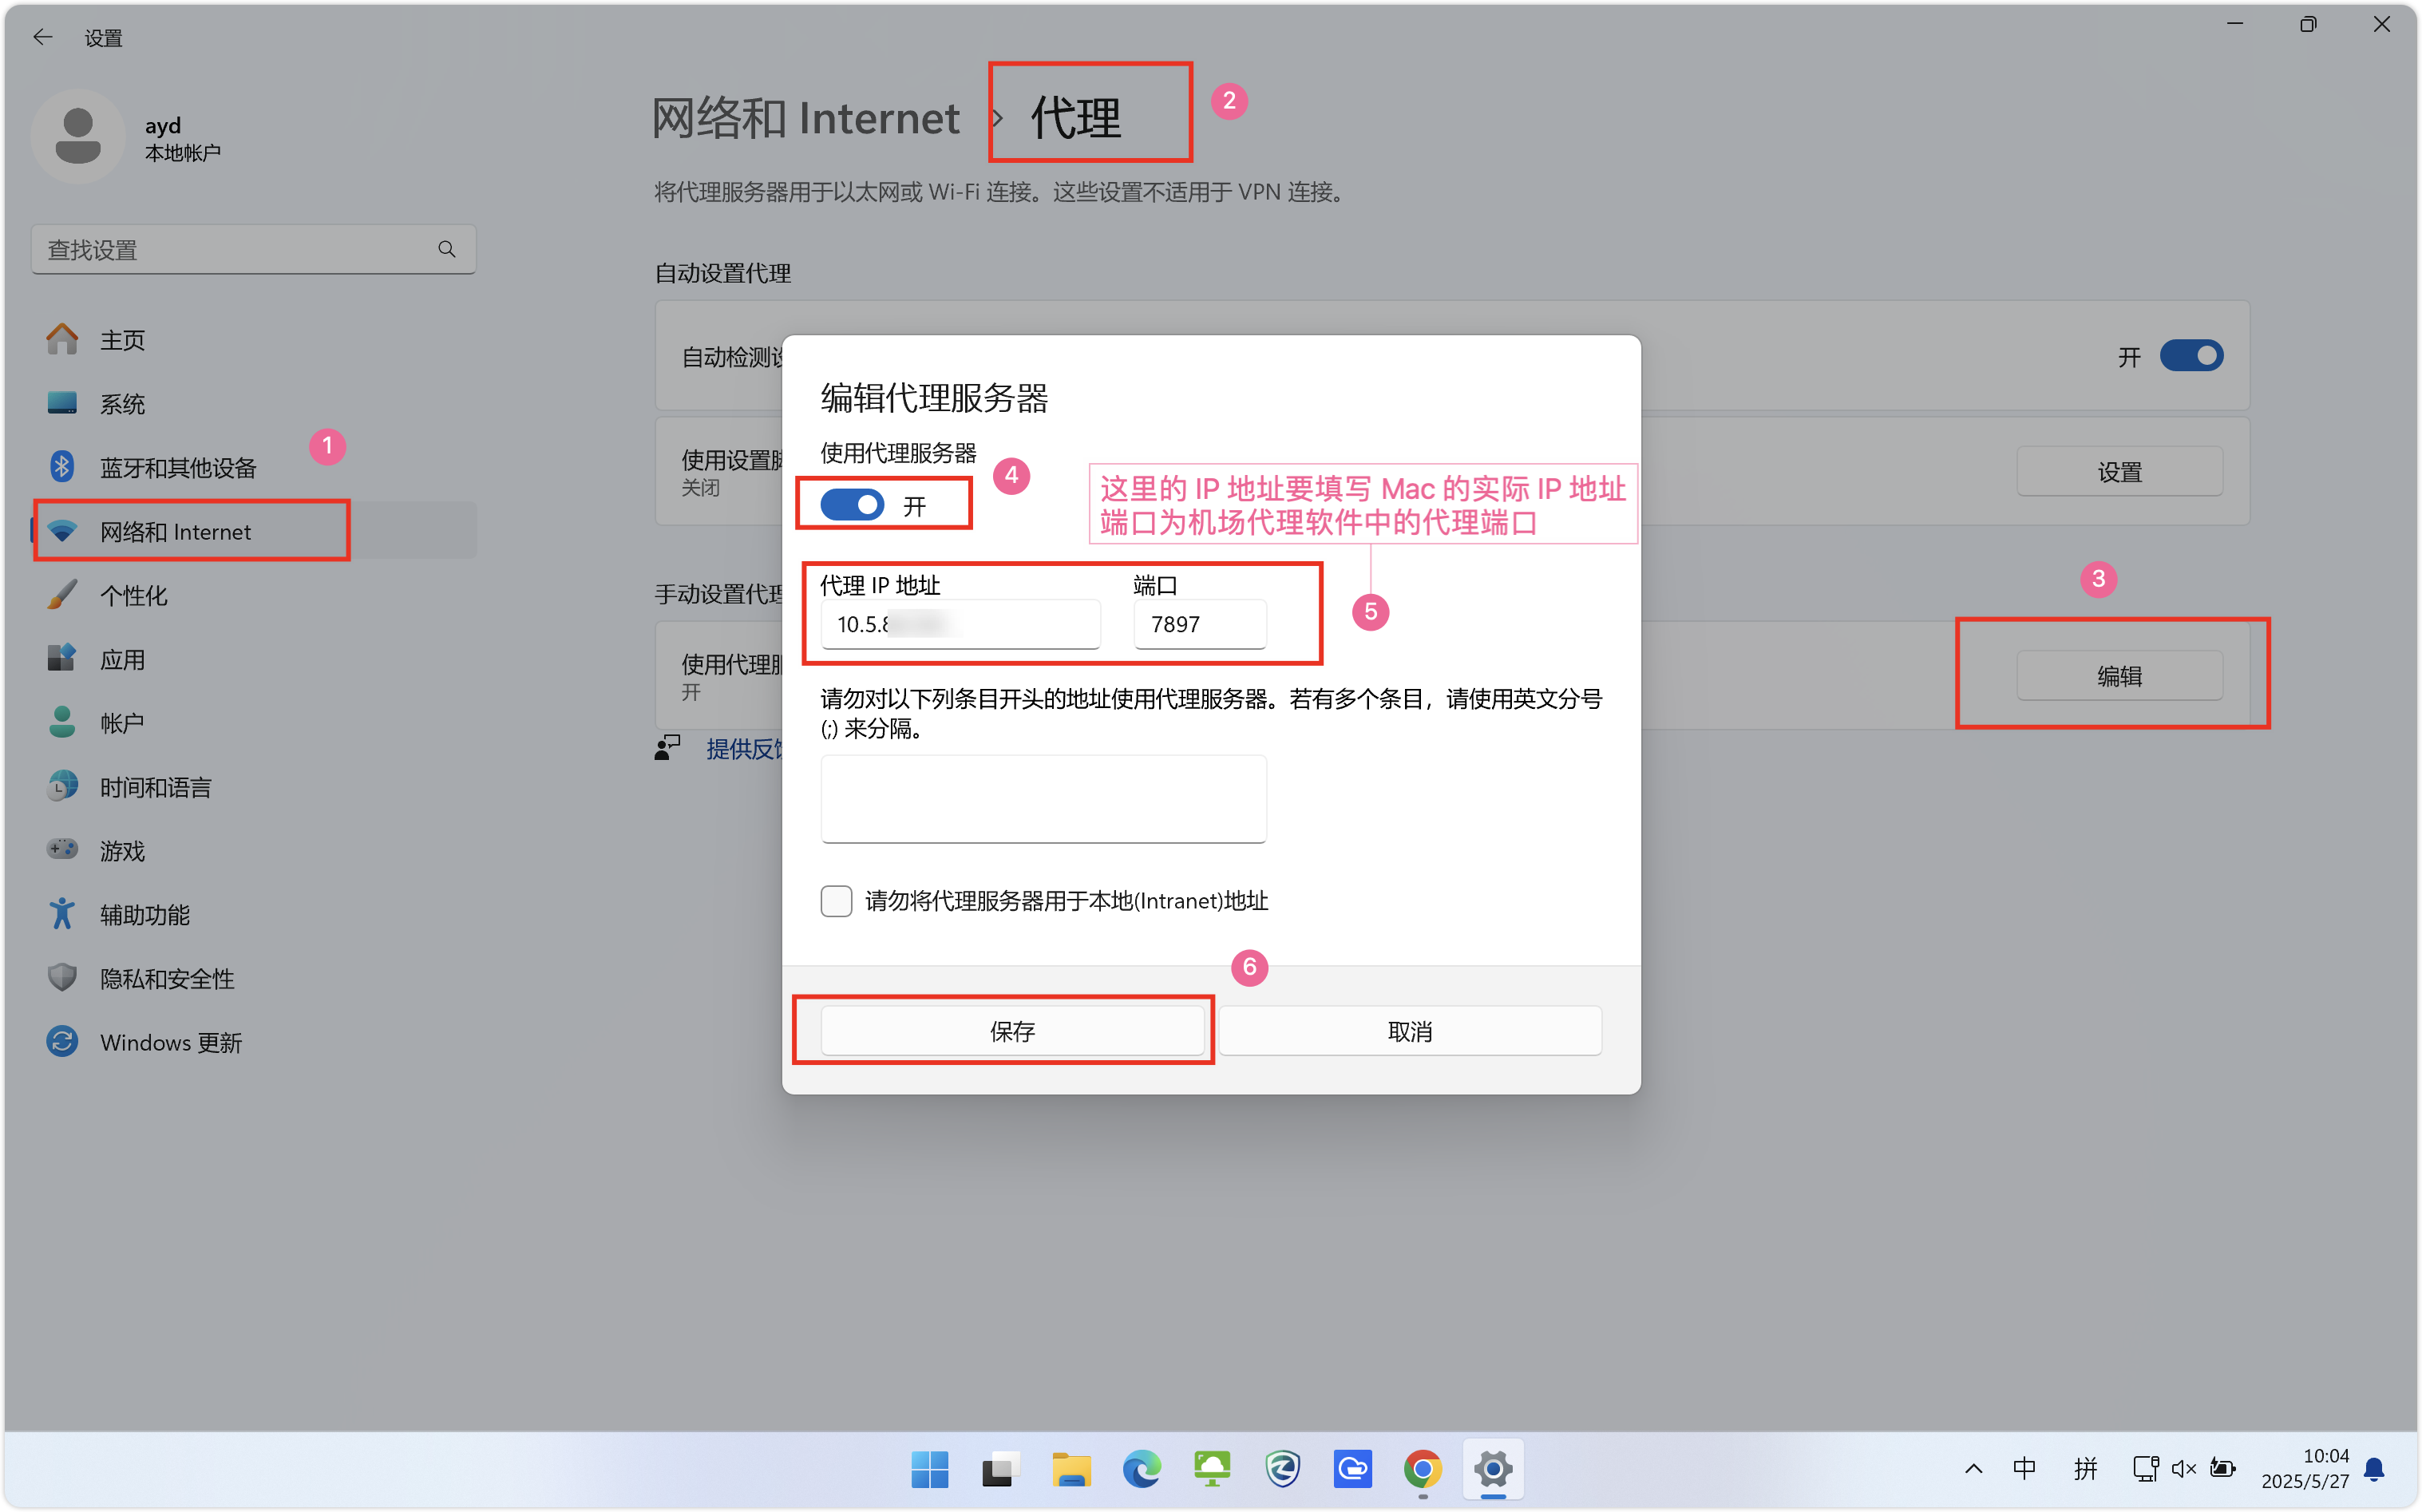 设置
ayd
本地帐户
查找设置
主页
系统
1
蓝牙和其他设备
网络和 Internet
个性化
应用
帐户
时间和语言
游戏
辅助功能
隐私和安全性
Windows 更新
网络和 Internet › 代理
2
将代理服务器用于以太网或 Wi-Fi 连接。这些设置不适用于 VPN 连接。
自动设置代理
自动检测
开
使用设置
关闭
设置
手动设置代理
3
使用代理
开
编辑
提供反
编辑代理服务器
使用代理服务器
4
开
这里的 IP 地址要填写 Mac 的实际 IP 地址
端口为机场代理软件中的代理端口
代理 IP 地址
端口
5
10.5.
7897
请勿对以下列条目开头的地址使用代理服务器。若有多个条目，请使用英文分号
(;) 来分隔。
请勿将代理服务器用于本地(Intranet)地址
6
保存
取消
中
拼
10:04
2025/5/27